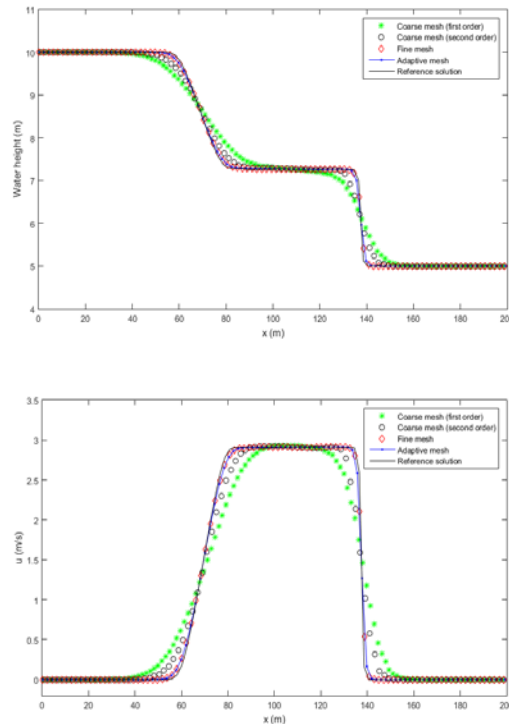 Coarse mesh (first order)
Coarse mesh (second order)
Fine mesh
Adaptive mesh
Reference solution
Water height (m)
10
9
8
7
6
5
4
0 20 40 60 80 100 120 140 160 180 200
x (m)
Coarse mesh (first order)
Coarse mesh (second order)
Fine mesh
Adaptive mesh
Reference solution
u (m/s)
3.5
3
2.5
2
1.5
1
0.5
0
0 20 40 60 80 100 120 140 160 180 200
x (m)